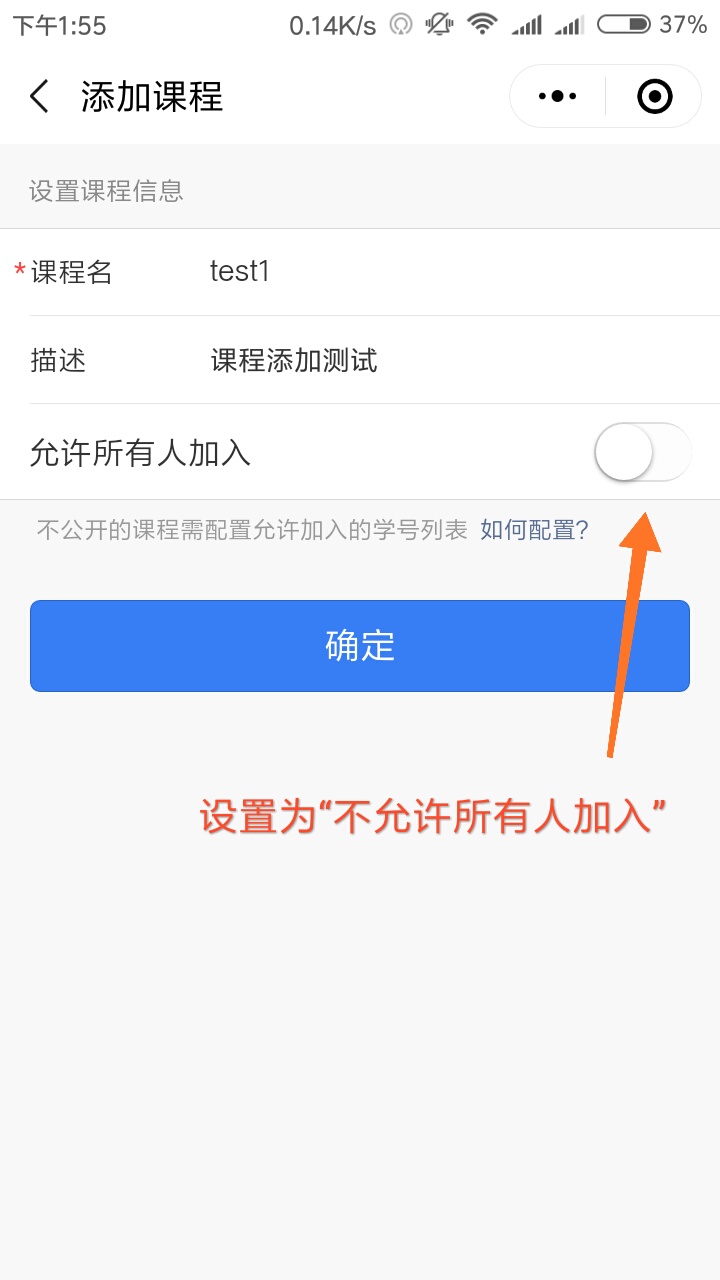 下午1:55 0.14K/s 37%
添加课程
设置课程信息
*课程名 test1
描述 课程添加测试
允许所有人加入
不公开的课程需配置允许加入的学号列表 如何配置?
确定
设置为“不允许所有人加入”